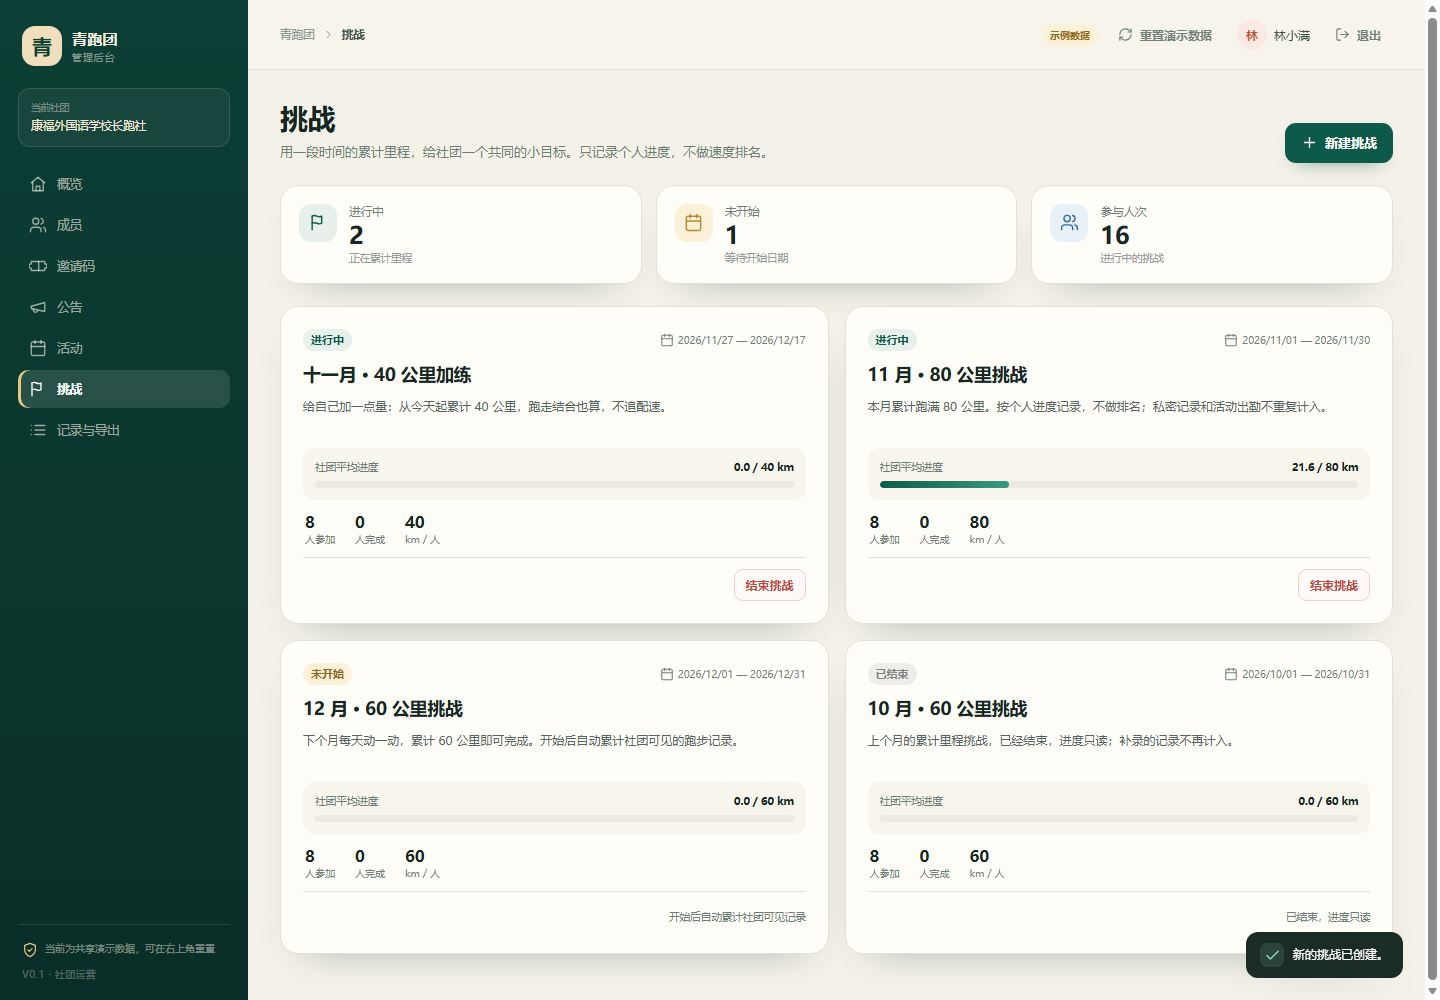 青
青跑团
管理后台
当前社团
康福外国语学校长跑社
概览
成员
邀请码
公告
活动
挑战
记录与导出
当前为共享演示数据，可在右上角重置
V0.1 · 社团运营
青跑团 > 挑战
示例数据
重置演示数据
林
林小满
退出
挑战
用一段时间的累计里程，给社团一个共同的小目标。只记录个人进度，不做速度排名。
新建挑战
进行中
2
正在累计里程
未开始
1
等待开始日期
参与人次
16
进行中的挑战
进行中
2026/11/27 — 2026/12/17
十一月 · 40 公里加练
给自己加一点量：从今天起累计 40 公里，跑走结合也算，不追配速。
社团平均进度
0.0 / 40 km
8 0 40
人参加 人完成 km / 人
结束挑战
进行中
2026/11/01 — 2026/11/30
11 月 · 80 公里挑战
本月累计跑满 80 公里。按个人进度记录，不做排名；私密记录和活动出勤不重复计入。
社团平均进度
21.6 / 80 km
8 0 80
人参加 人完成 km / 人
结束挑战
未开始
2026/12/01 — 2026/12/31
12 月 · 60 公里挑战
下个月每天动一动，累计 60 公里即可完成。开始后自动累计社团可见的跑步记录。
社团平均进度
0.0 / 60 km
8 0 60
人参加 人完成 km / 人
开始后自动累计社团可见记录
已结束
2026/10/01 — 2026/10/31
10 月 · 60 公里挑战
上个月的累计里程挑战，已经结束，进度只读；补录的记录不再计入。
社团平均进度
0.0 / 60 km
8 0 60
人参加 人完成 km / 人
已结束，进度只读
新的挑战已创建。